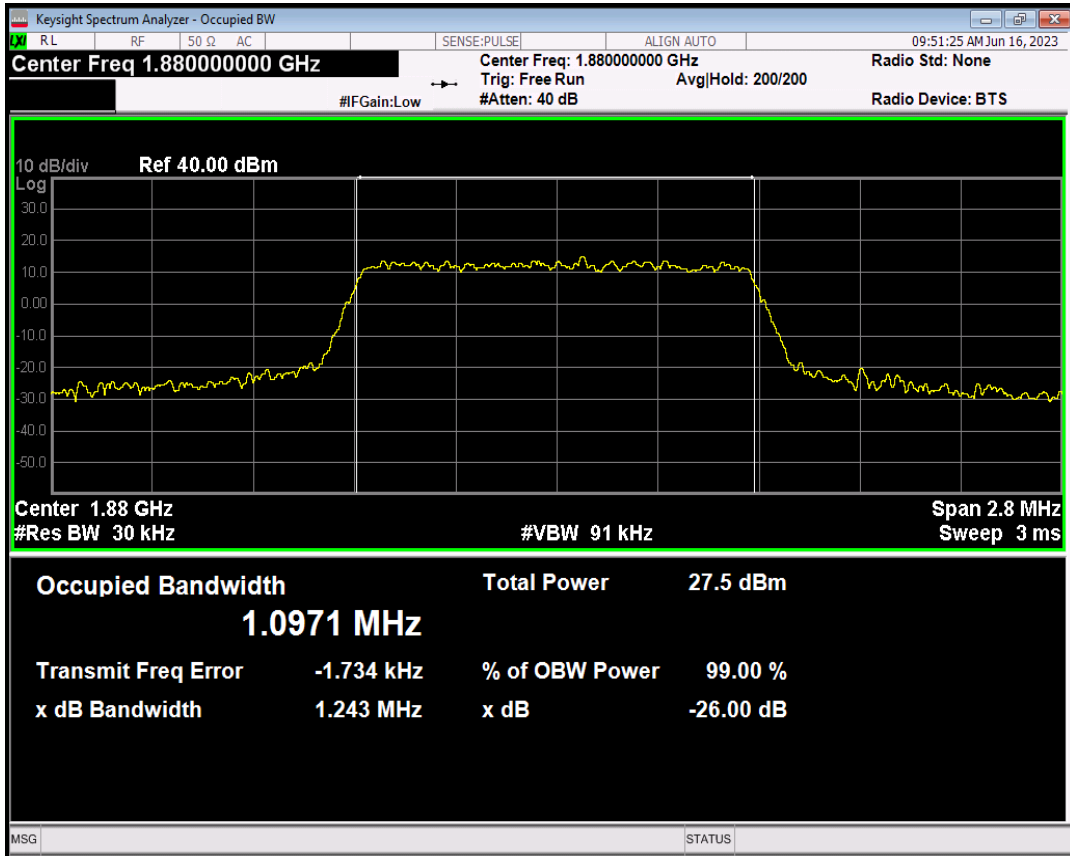 Keysight Spectrum Analyzer - Occupied BW
LXI RL RF 50 Ω AC SENSE:PULSE ALIGN AUTO 09:51:25 AM Jun 16, 2023
Center Freq 1.880000000 GHz Center Freq: 1.880000000 GHz Radio Std: None
Trig: Free Run Avg|Hold: 200/200
#IFGain:Low #Atten: 40 dB Radio Device: BTS
10 dB/div Ref 40.00 dBm
Log
30.0
20.0
10.0
0.00
-10.0
-20.0
-30.0
-40.0
-50.0
Center 1.88 GHz Span 2.8 MHz
#Res BW 30 kHz #VBW 91 kHz Sweep 3 ms
Occupied Bandwidth Total Power 27.5 dBm
1.0971 MHz
Transmit Freq Error -1.734 kHz % of OBW Power 99.00 %
x dB Bandwidth 1.243 MHz x dB -26.00 dB
MSG STATUS